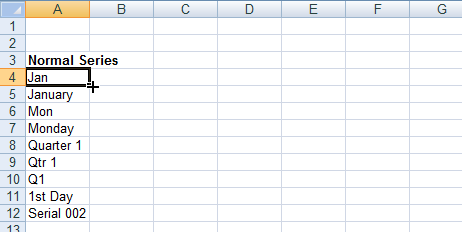 A B C D E F G
1
2
3 Normal Series
4 Jan
5 January
6 Mon
7 Monday
8 Quarter 1
9 Qtr 1
10 Q1
11 1st Day
12 Serial 002
13